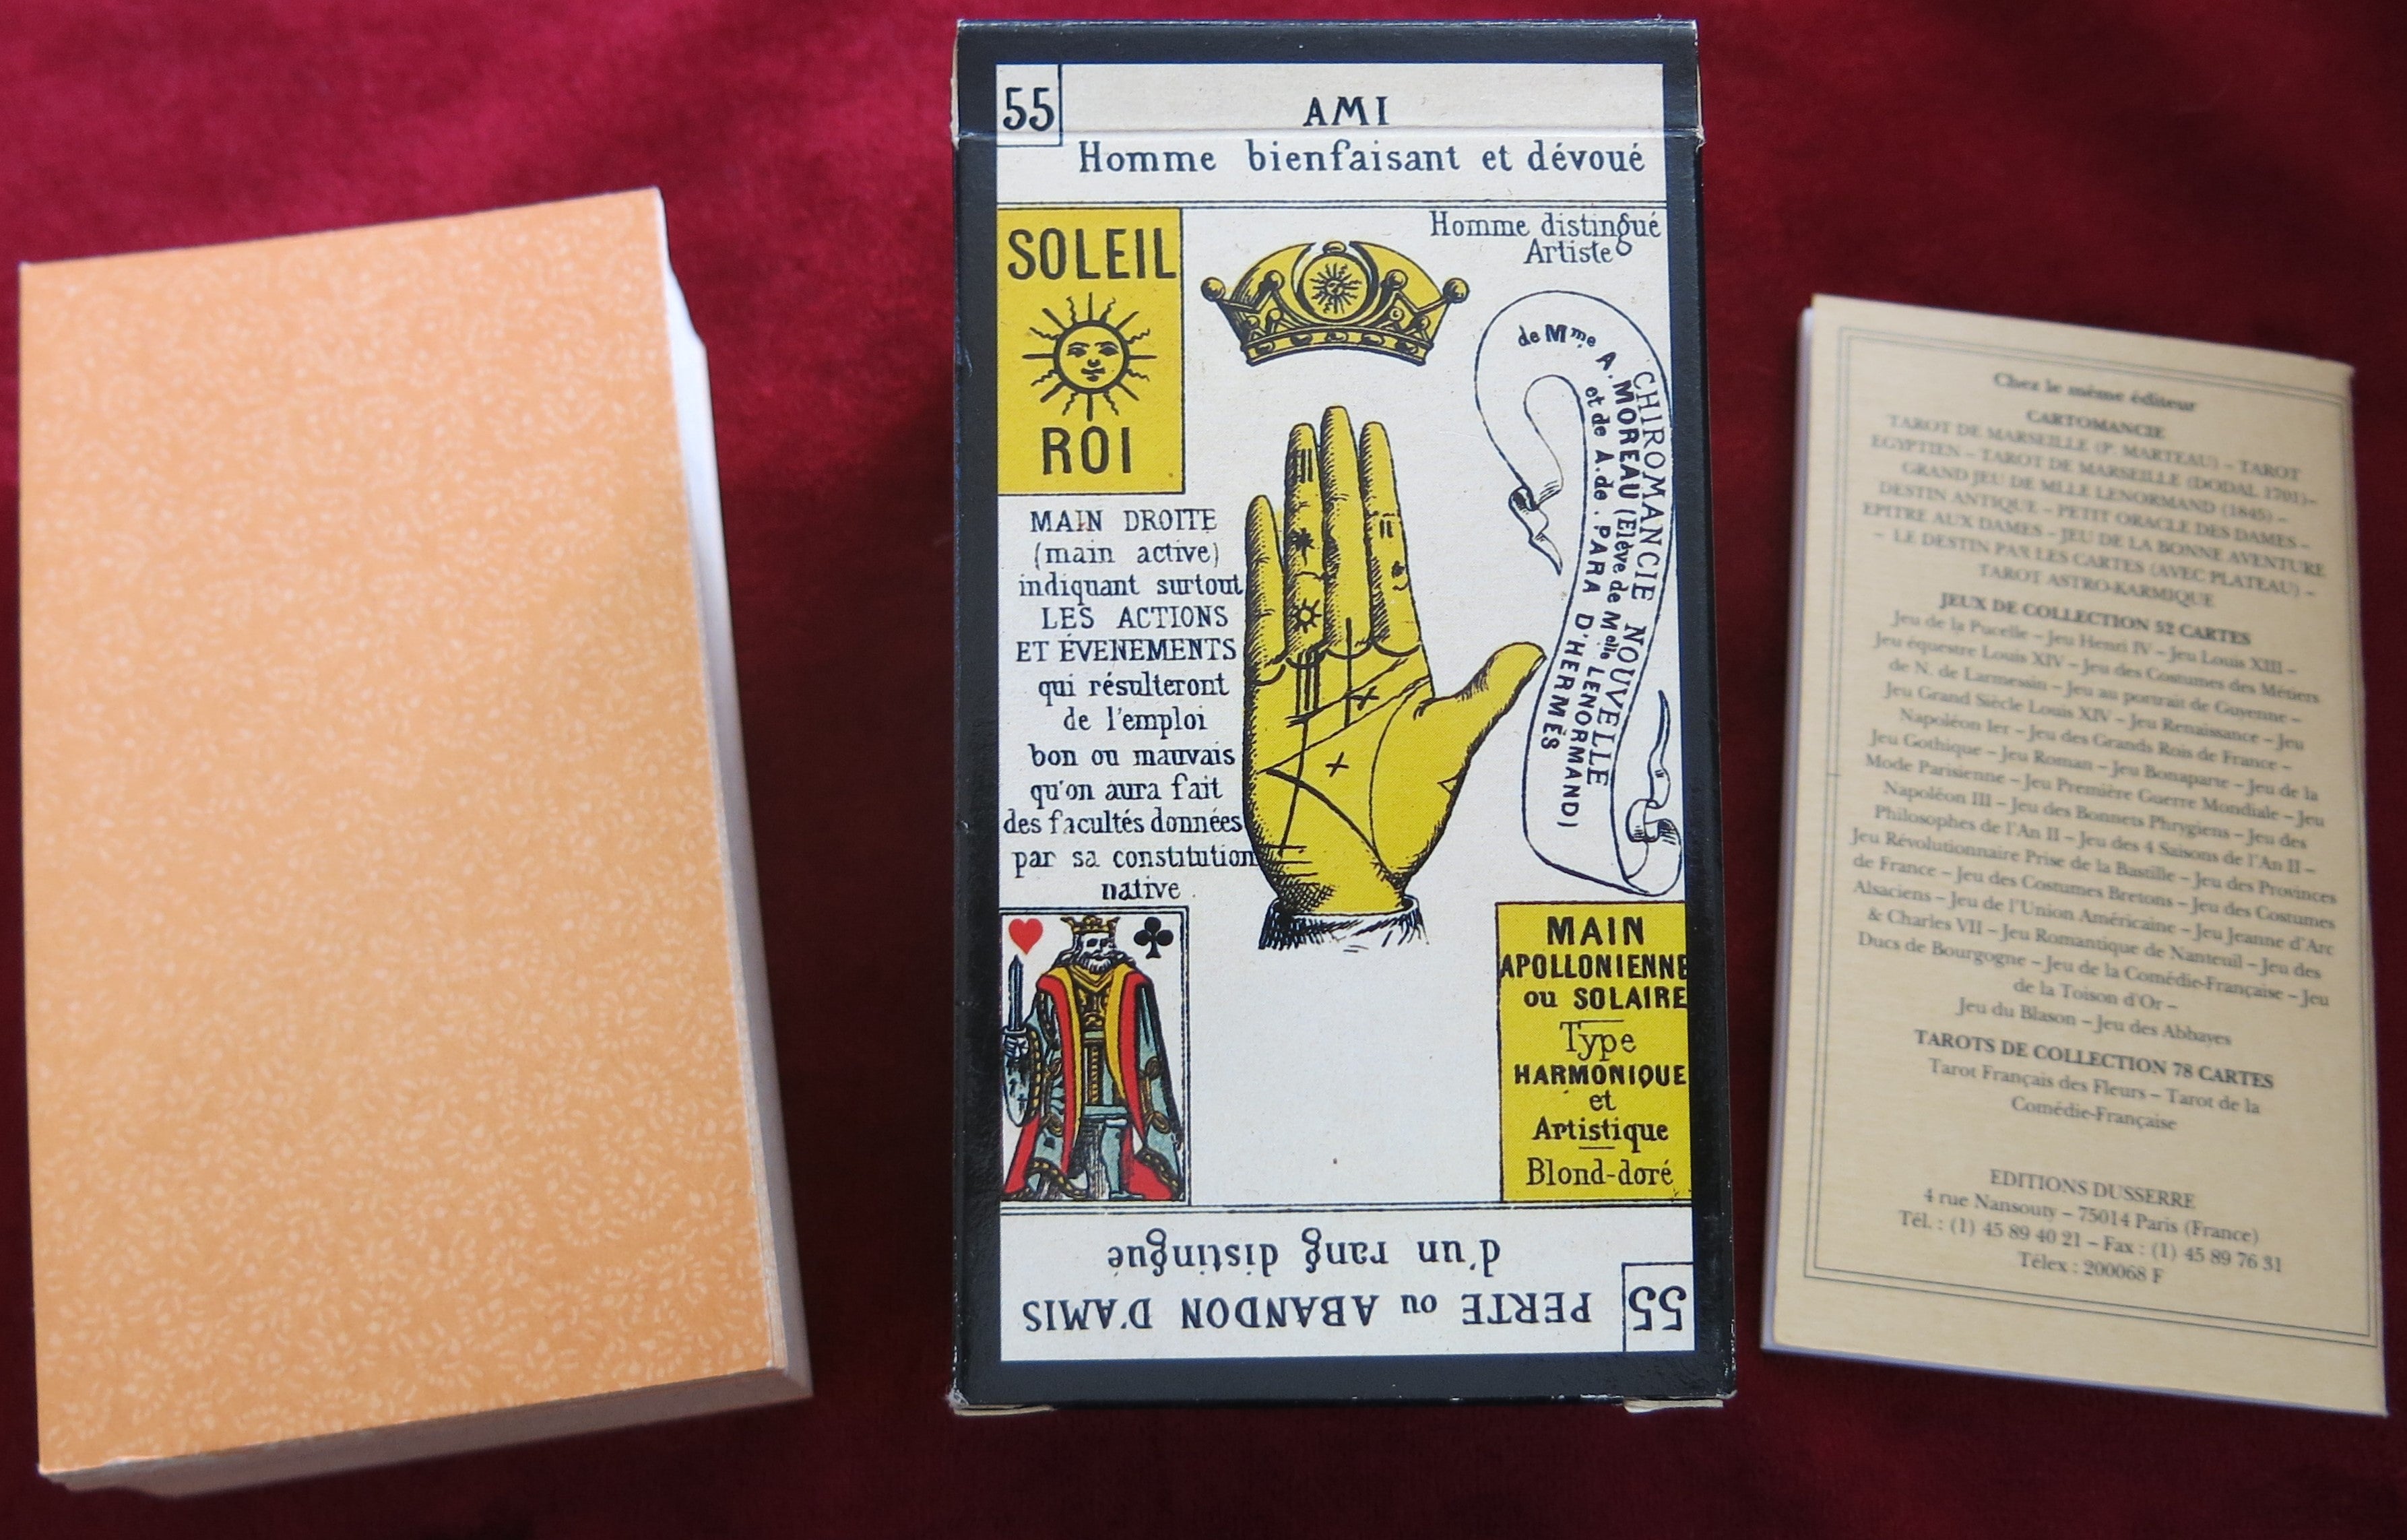 55
AMI
Homme bienfaisant et dévoué
SOLEIL
ROI
Homme distingué
Artiste
CHIROMANCIE NOUVELLE
de Mme A. MOREAU (Elève de Melle LENORMAND)
et de A. de . PARA D'HERMÈS
MAIN DROITE
(main active)
indiquant surtout
LES ACTIONS
ET ÉVENEMENTS
qui résulteront
de l'emploi
bon ou mauvais
qu'on aura fait
des facultés données
par sa constitution
native
MAIN
APOLLONIENNE
ou SOLAIRE
Type
HARMONIQUE
et
Artistique
Blond-doré
55
PERTE ou ABANDON D'AMIS
d'un rang distingué
Chez le même éditeur
CARTOMANCIE
TAROT DE MARSEILLE (P. MARTEAU) – TAROT
EGYPTIEN – TAROT DE MARSEILLE (DODAL 1701)–
GRAND JEU DE MLLE LENORMAND (1845) –
DESTIN ANTIQUE – PETIT ORACLE DES DAMES –
EPITRE AUX DAMES – JEU DE LA BONNE AVENTURE
– LE DESTIN PAR LES CARTES (AVEC PLATEAU) –
TAROT ASTRO-KARMIQUE
JEUX DE COLLECTION 52 CARTES
Jeu de la Pucelle – Jeu Henri IV – Jeu Louis XIII –
Jeu équestre Louis XIV – Jeu des Costumes des Métiers
de N. de Larmessin – Jeu au portrait de Guyenne –
Jeu Grand Siècle Louis XIV – Jeu Renaissance – Jeu
Napoléon Ier – Jeu des Grands Rois de France –
Jeu Gothique – Jeu Roman – Jeu Bonaparte – Jeu de la
Mode Parisienne – Jeu Première Guerre Mondiale – Jeu
Napoléon III – Jeu des Bonnets Phrygiens – Jeu des
Philosophes de l'An II – Jeu des 4 Saisons de l'An II –
Jeu Révolutionnaire Prise de la Bastille – Jeu des Provinces
de France – Jeu des Costumes Bretons – Jeu des Costumes
Alsaciens – Jeu de l'Union Américaine – Jeu Jeanne d'Arc
& Charles VII – Jeu Romantique de Nanteuil – Jeu des
Ducs de Bourgogne – Jeu de la Comédie-Française – Jeu
de la Toison d'Or –
Jeu du Blason – Jeu des Abbayes
TAROTS DE COLLECTION 78 CARTES
Tarot Français des Fleurs – Tarot de la
Comédie-Française
EDITIONS DUSSERRE
4 rue Nansouty – 75014 Paris (France)
Tél. : (1) 45 89 40 21 – Fax : (1) 45 89 76 31
Télex : 200068 F